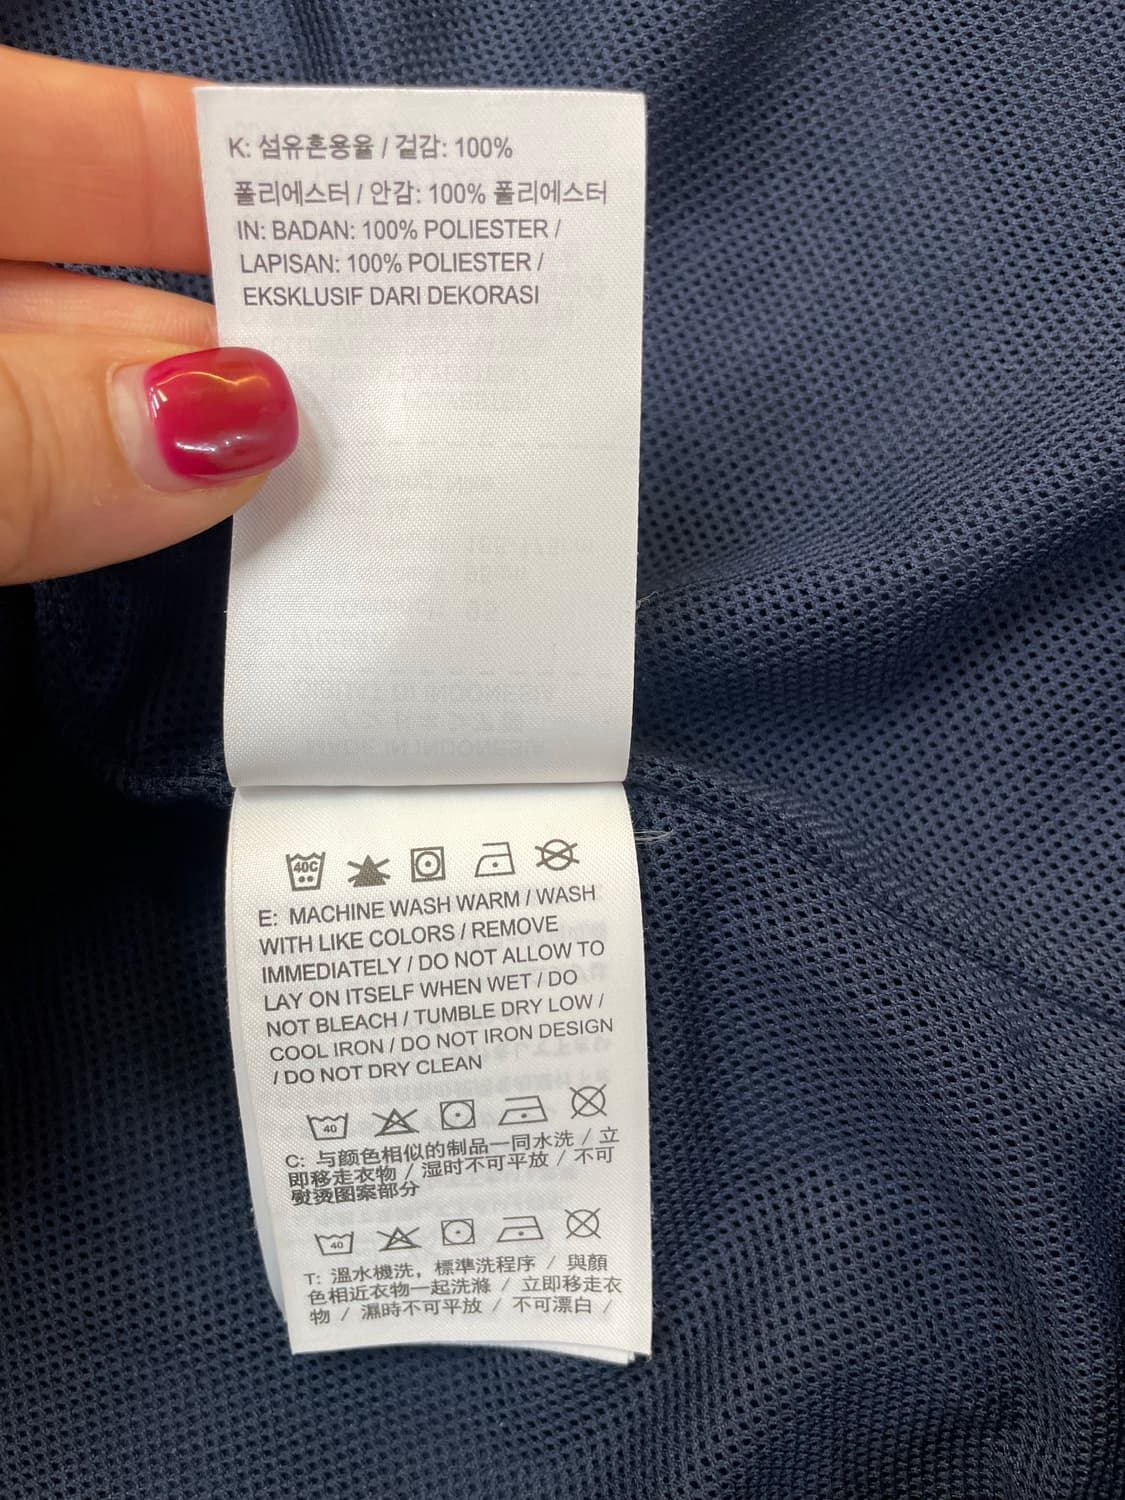 K: 섬유혼용율 / 겉감: 100%
폴리에스터 / 안감: 100% 폴리에스터
IN: BADAN: 100% POLIESTER /
LAPISAN: 100% POLIESTER /
EKSKLUSIF DARI DEKORASI
40C
E: MACHINE WASH WARM / WASH
WITH LIKE COLORS / REMOVE
IMMEDIATELY / DO NOT ALLOW TO
LAY ON ITSELF WHEN WET / DO
NOT BLEACH / TUMBLE DRY LOW /
COOL IRON / DO NOT IRON DESIGN
/ DO NOT DRY CLEAN
40
C: 与颜色相似的制品一同水洗 / 立
即移走衣物 / 湿时不可平放 / 不可
熨烫图案部分
40
T: 溫水機洗，標準洗程序 / 與顏
色相近衣物一起洗滌 / 立即移走衣
物 / 濕時不可平放 / 不可漂白 /